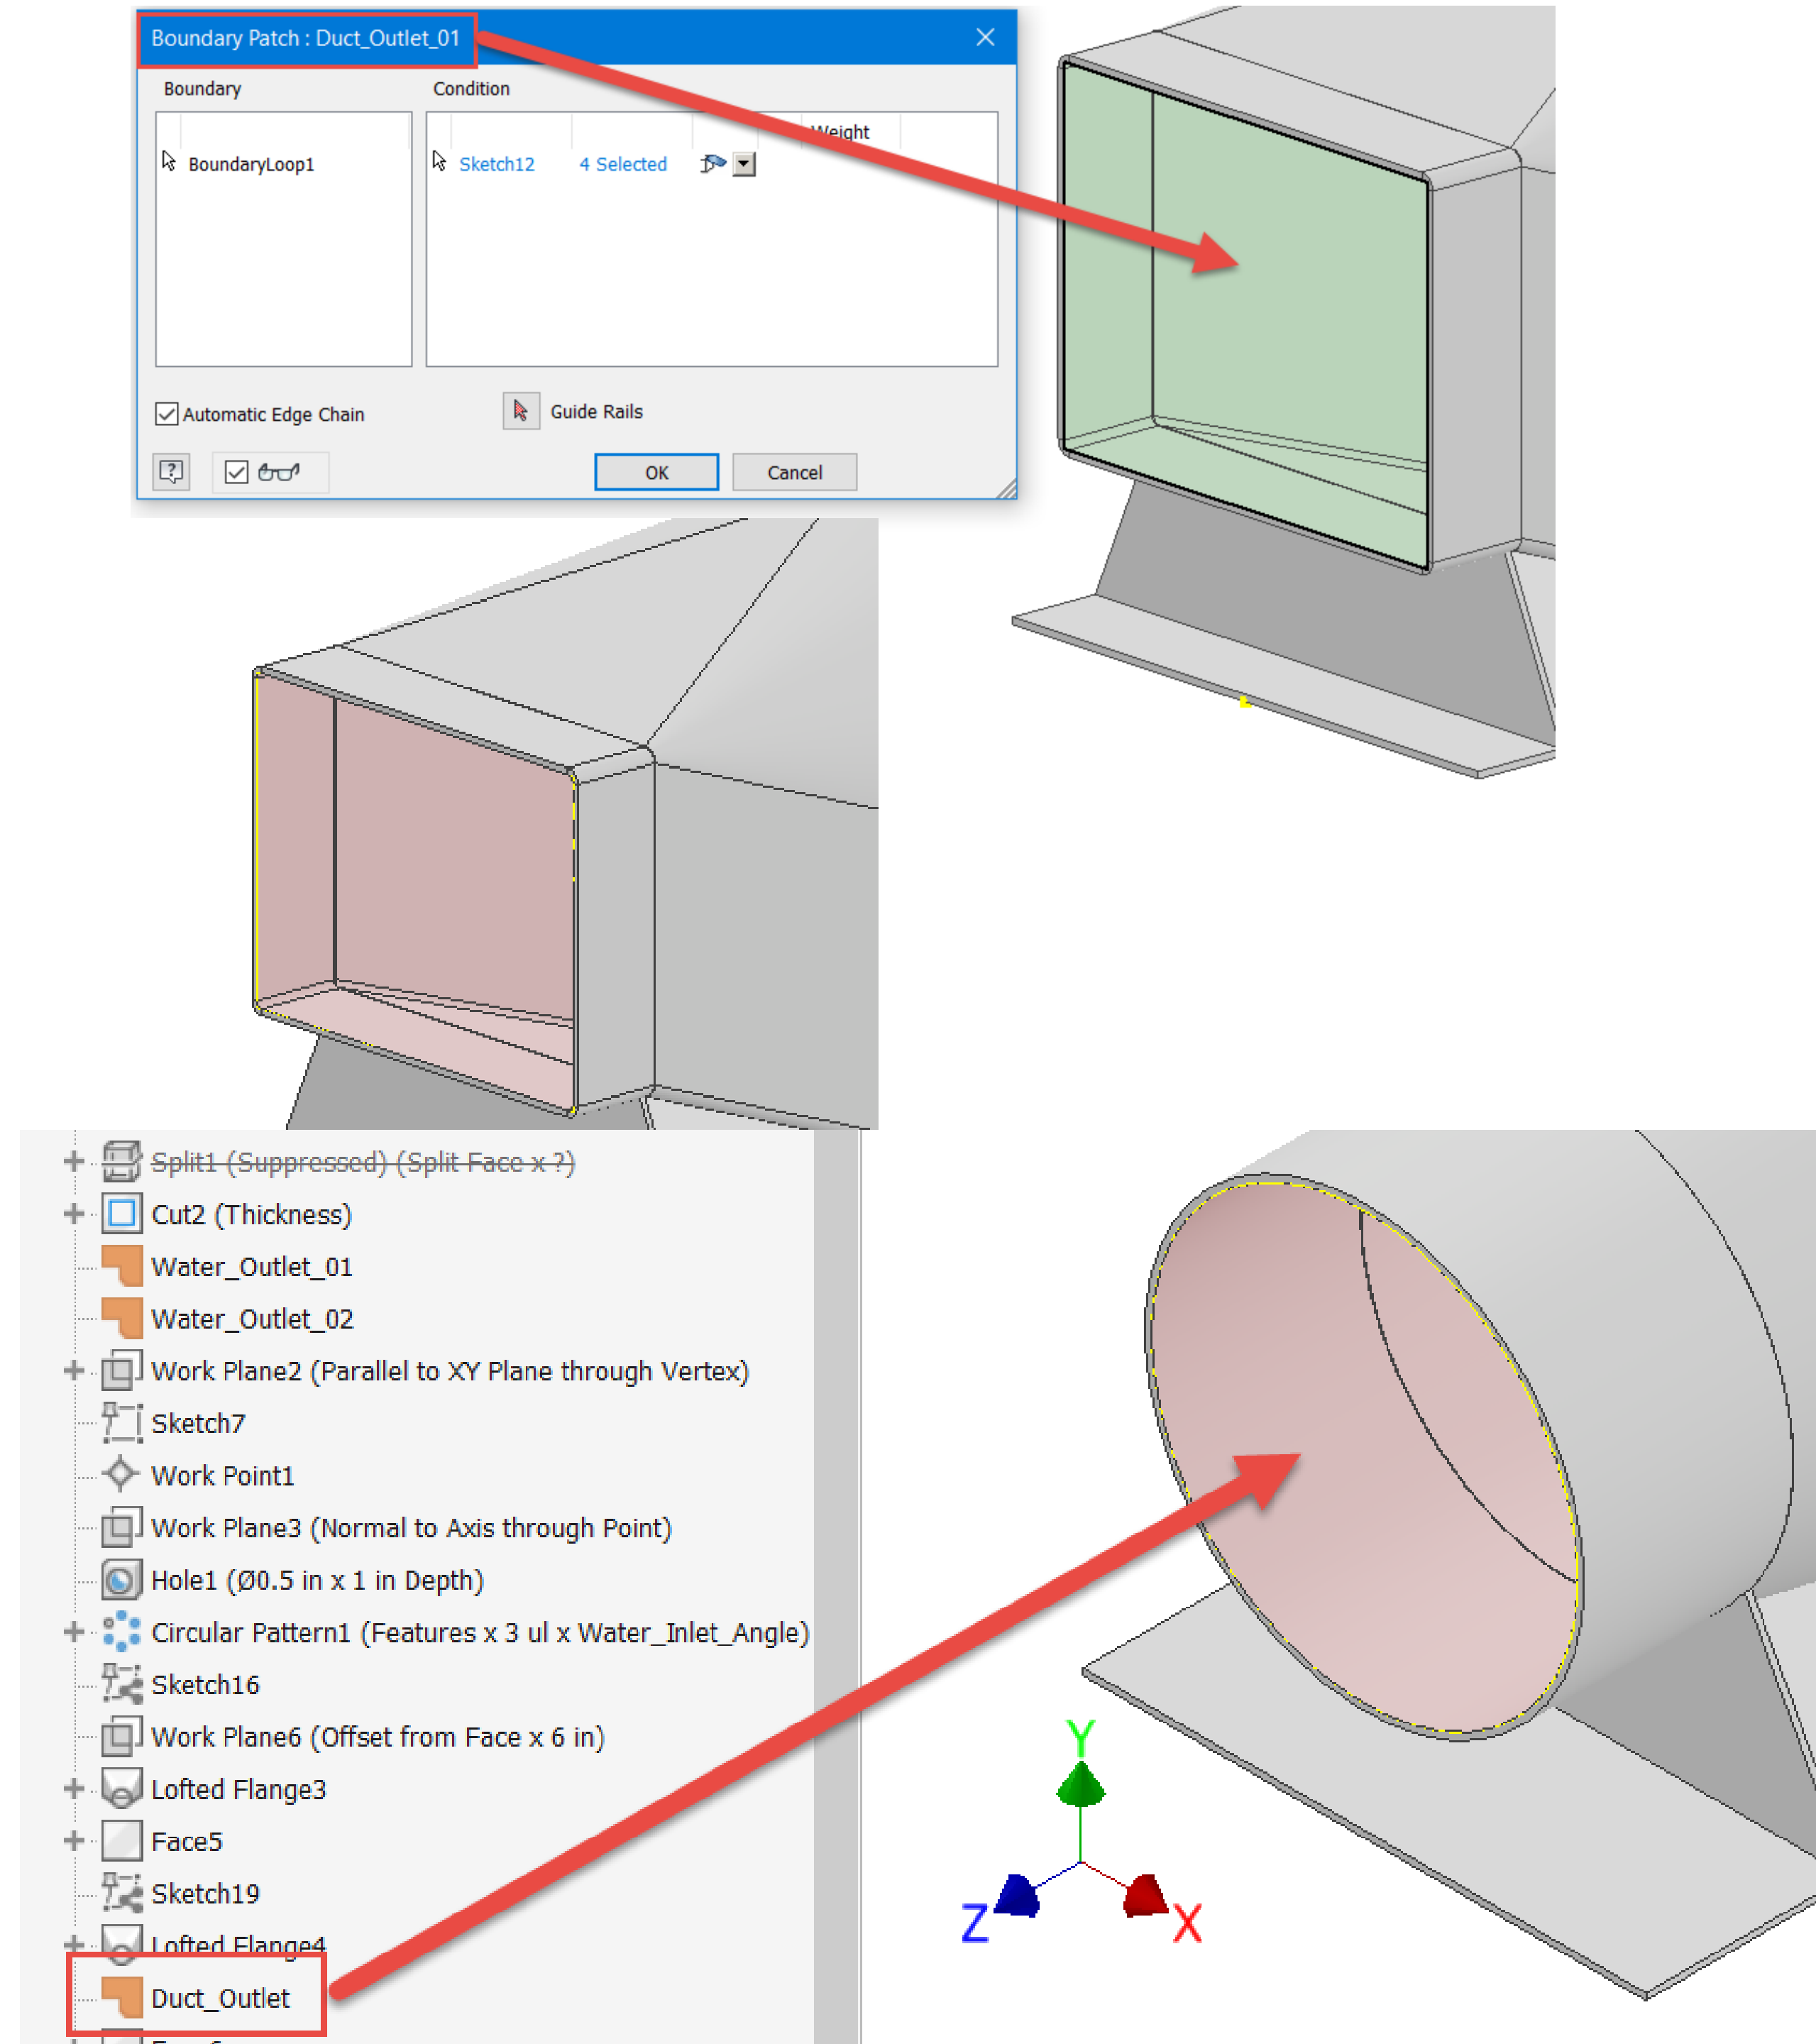 Boundary Patch : Duct_Outlet_01
Boundary
Condition
Weight
BoundaryLoop1
Sketch12
4 Selected
Automatic Edge Chain
Guide Rails
?
OK
Cancel
Split1 (Suppressed) (Split Face x ?)
Cut2 (Thickness)
Water_Outlet_01
Water_Outlet_02
Work Plane2 (Parallel to XY Plane through Vertex)
Sketch7
Work Point1
Work Plane3 (Normal to Axis through Point)
Hole1 (Ø0.5 in x 1 in Depth)
Circular Pattern1 (Features x 3 ul x Water_Inlet_Angle)
Sketch16
Work Plane6 (Offset from Face x 6 in)
Lofted Flange3
Face5
Sketch19
Lofted Flange4
Duct_Outlet
Y
Z
X